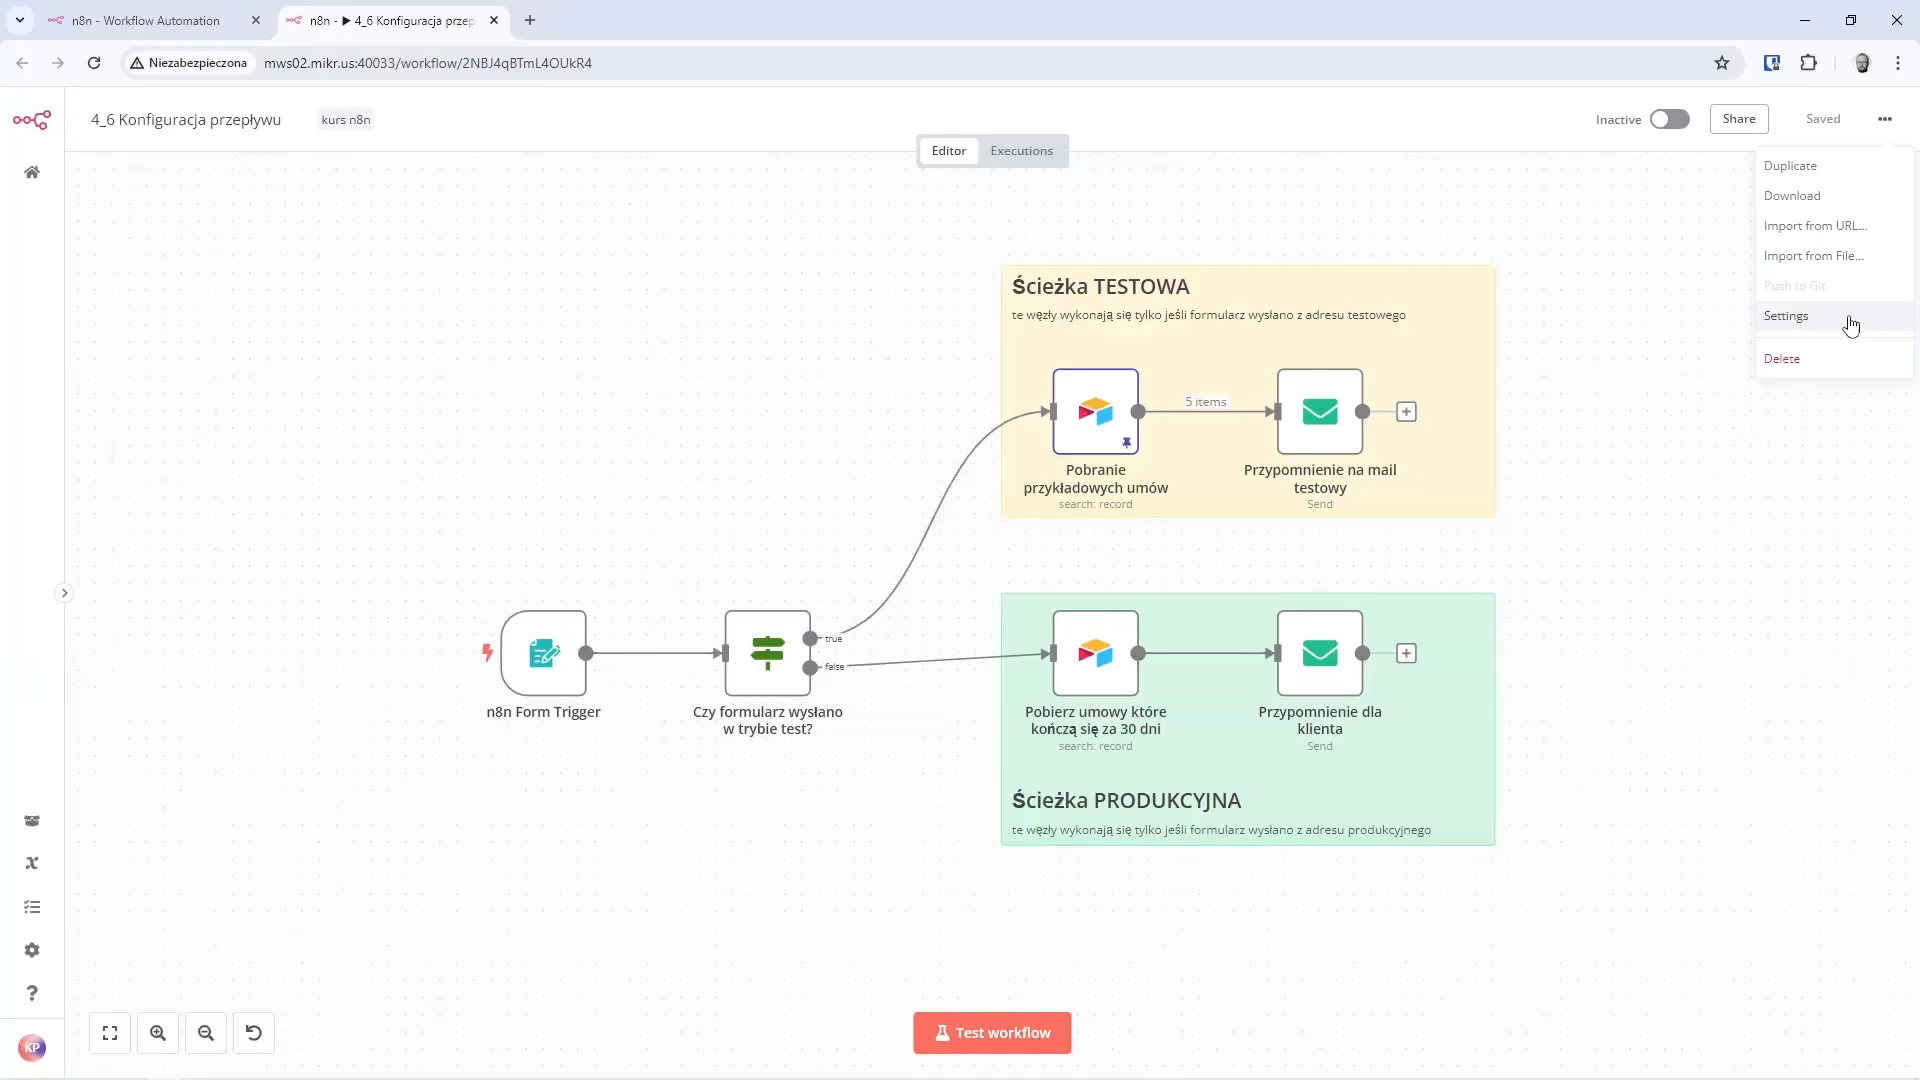 n8n - Workflow Automation
n8n - ▶ 4_6 Konfiguracja przep
Niezabezpieczona
mws02.mikr.us:40033/workflow/2NBJ4qBTmL4OUkR4
4_6 Konfiguracja przepływu
kurs n8n
Inactive
Share
Saved
Editor
Executions
Duplicate
Download
Import from URL...
Import from File...
Push to Git
Settings
Delete
Ścieżka TESTOWA
te węzły wykonają się tylko jeśli formularz wysłano z adresu testowego
5 items
Pobranie
przykładowych umów
search: record
Przypomnienie na mail
testowy
Send
true
false
n8n Form Trigger
Czy formularz wysłano
w trybie test?
Pobierz umowy które
kończą się za 30 dni
search: record
Przypomnienie dla
klienta
Send
Ścieżka PRODUKCYJNA
te węzły wykonają się tylko jeśli formularz wysłano z adresu produkcyjnego
KP
Test workflow